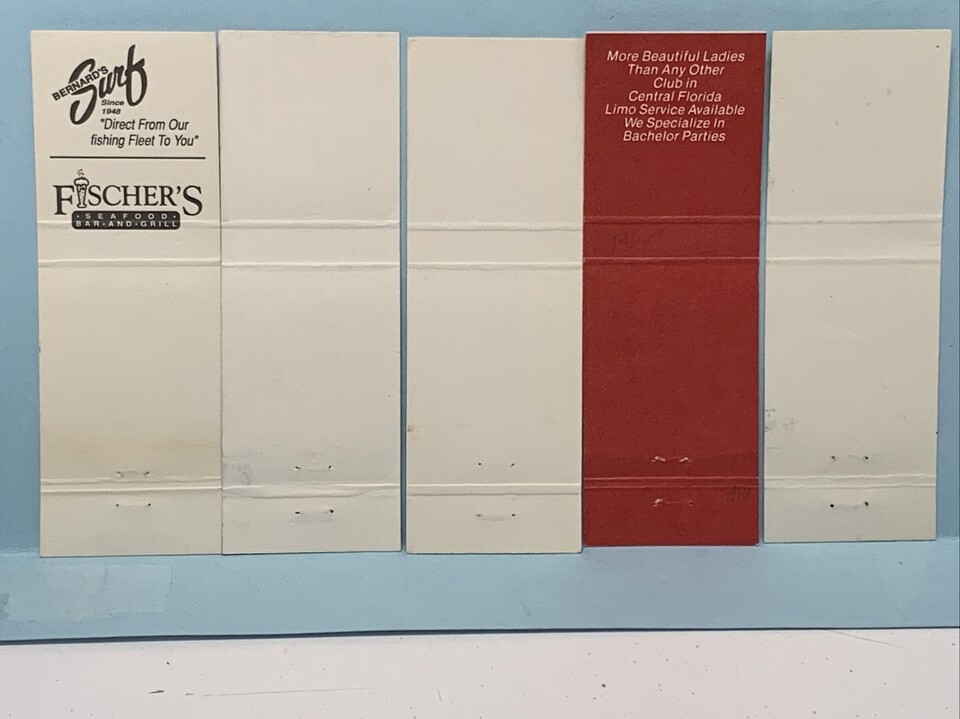 BERNARD'S
Surf
Since
1948
"Direct From Our
fishing Fleet To You"
FISCHER'S
•SEAFOOD•
BAR•AND•GRILL
More Beautiful Ladies
Than Any Other
Club in
Central Florida
Limo Service Available
We Specialize In
Bachelor Parties